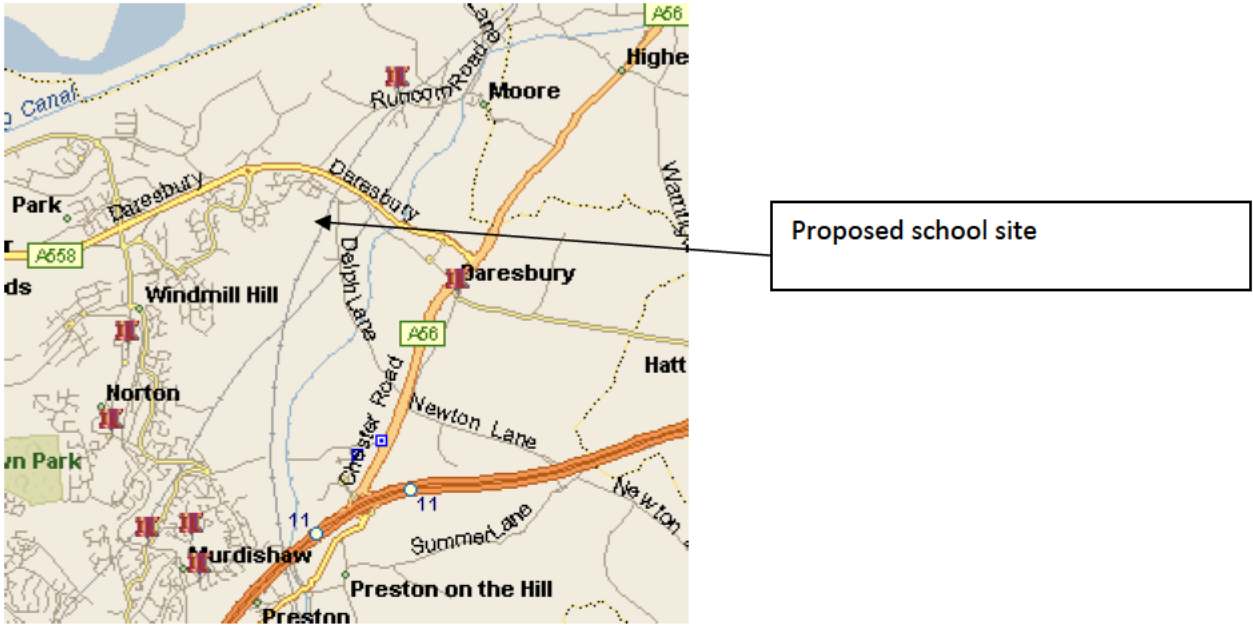 A56
Highe
Lane
Canal
Runcorn Road
Moore
Daresbury
Daresbury
Park
A558
ds
Windmill Hill
Delph Lane
Daresbury
Proposed school site
A56
Hatt
Norton
Chester Road
Newton Lane
wn Park
11
11
Newton
Summer Lane
Murdishaw
Preston on the Hill
Preston